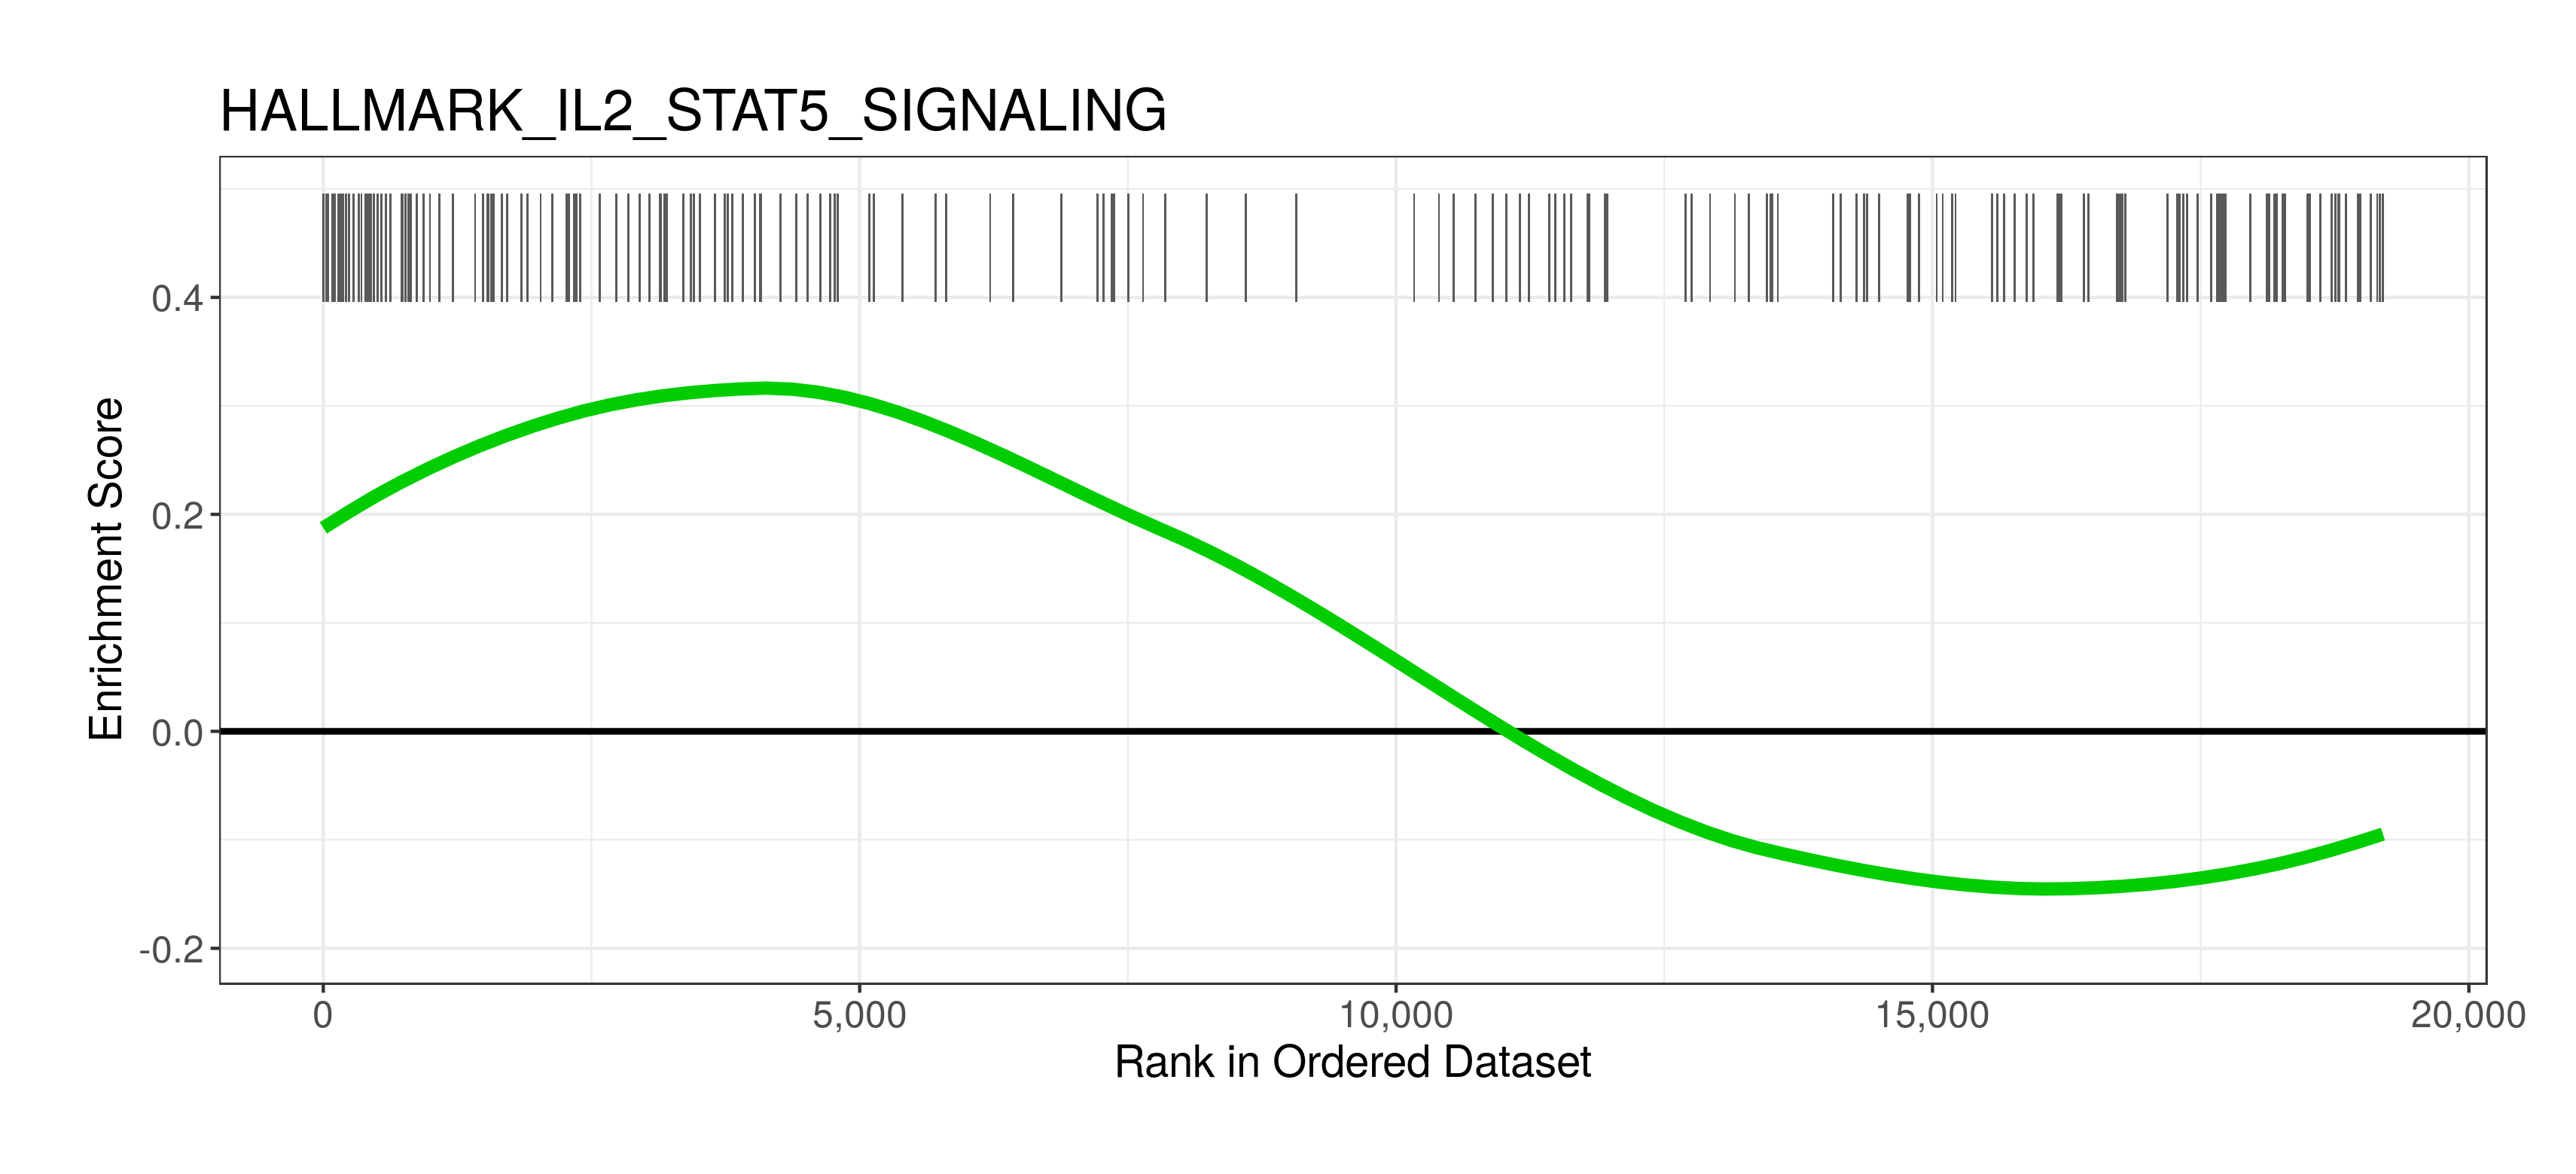 HALLMARK_IL2_STAT5_SIGNALING
Enrichment Score
0.4
0.2
0.0
-0.2
0 5,000 10,000 15,000 20,000
Rank in Ordered Dataset